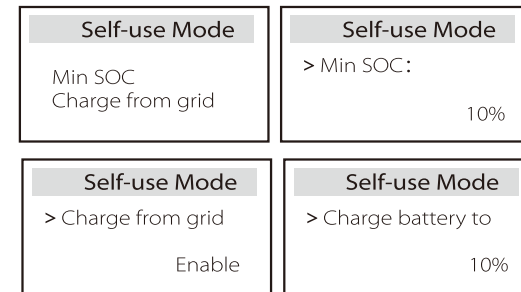 Self-use Mode
Min SOC
Charge from grid
Self-use Mode
> Min SOC:
10%
Self-use Mode
> Charge from grid
Enable
Self-use Mode
> Charge battery to
10%